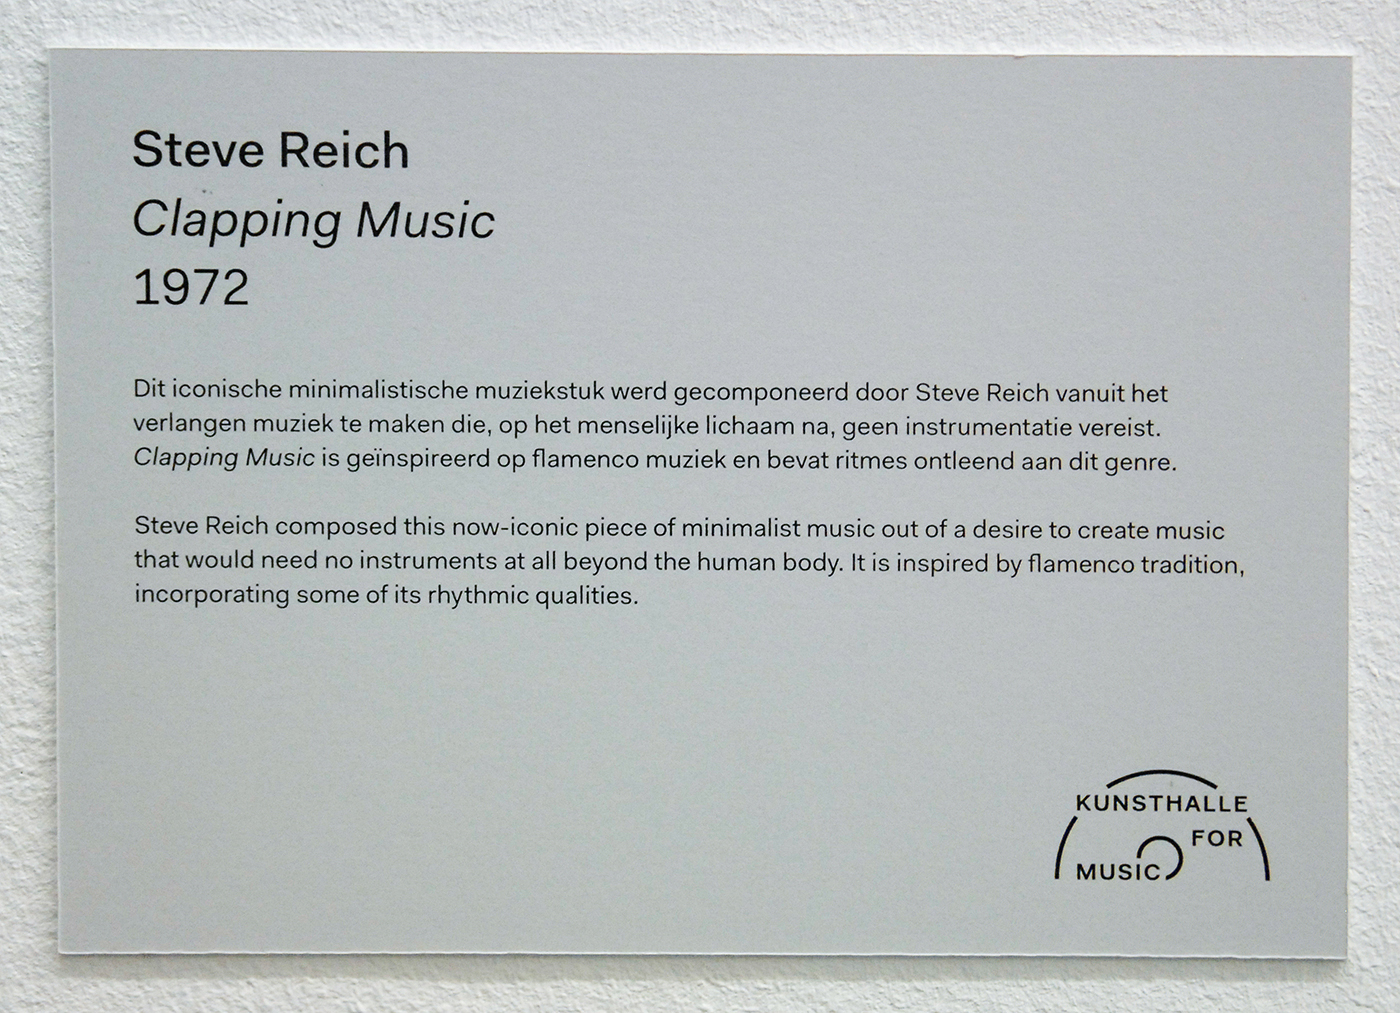 Steve Reich
Clapping Music
1972
Dit iconische minimalistische muziekstuk werd gecomponeerd door Steve Reich vanuit het
verlangen muziek te maken die, op het menselijke lichaam na, geen instrumentatie vereist.
Clapping Music is geïnspireerd op flamenco muziek en bevat ritmes ontleend aan dit genre.
Steve Reich composed this now-iconic piece of minimalist music out of a desire to create music
that would need no instruments at all beyond the human body. It is inspired by flamenco tradition,
incorporating some of its rhythmic qualities.
KUNSTHALLE
FOR
MUSIC